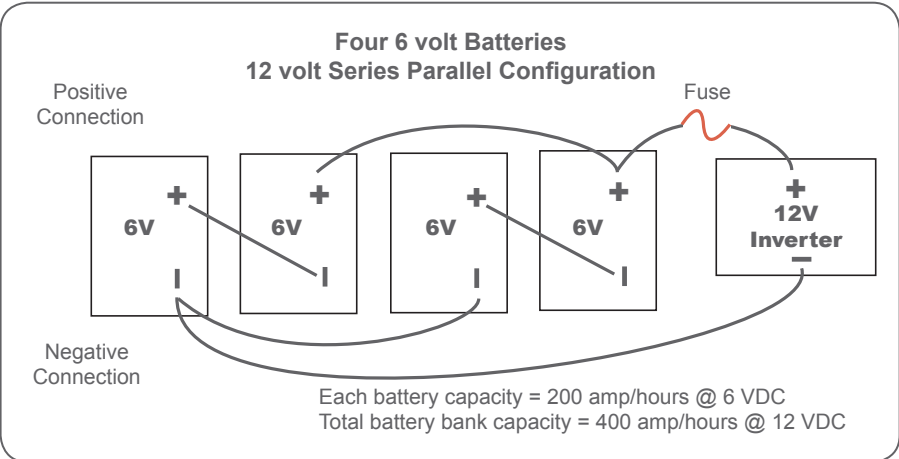 Four 6 volt Batteries
12 volt Series Parallel Configuration
Positive
Connection
Fuse
+
+
+
+
+
6V
6V
6V
6V
12V
Inverter
–
Negative
Connection
Each battery capacity = 200 amp/hours @ 6 VDC
Total battery bank capacity = 400 amp/hours @ 12 VDC